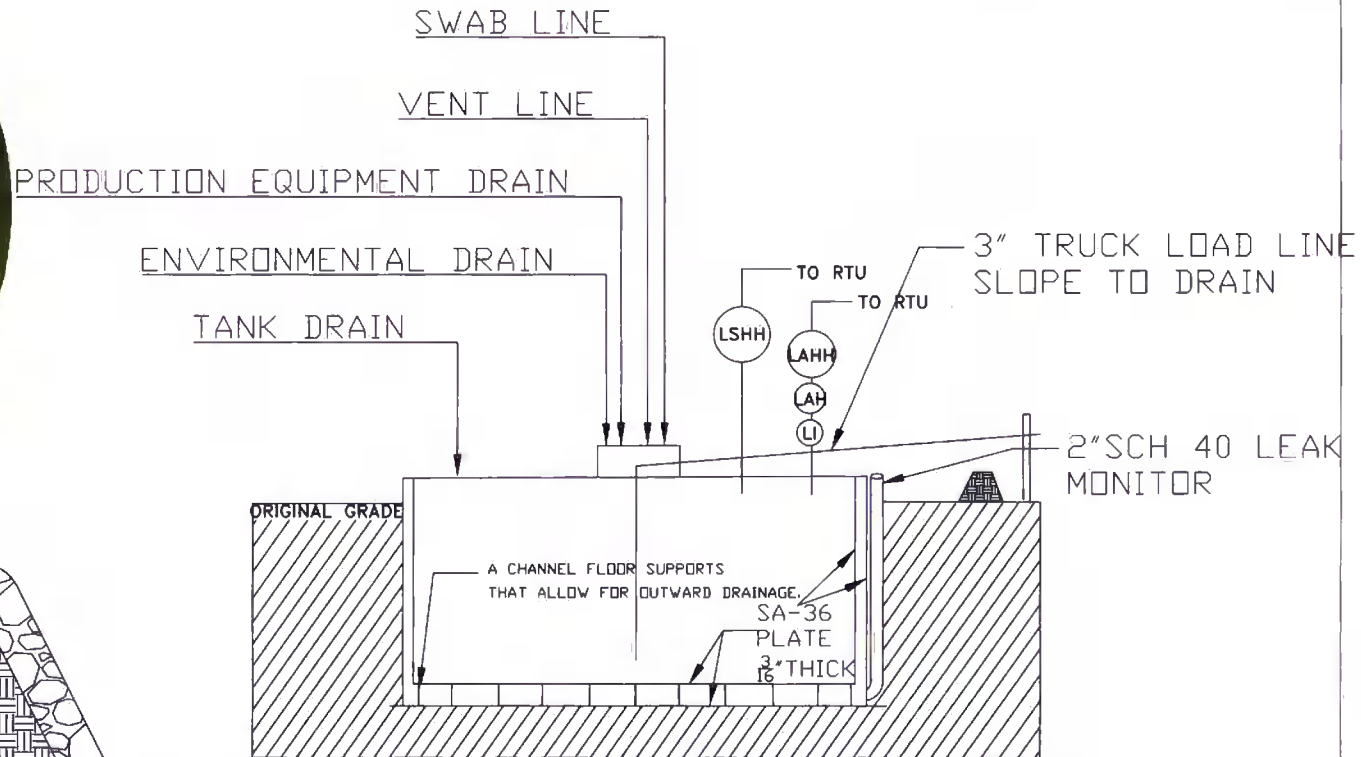 SWAB LINE
VENT LINE
PRODUCTION EQUIPMENT DRAIN
ENVIRONMENTAL DRAIN
TANK DRAIN
TO RTU
TO RTU
3" TRUCK LOAD LINE
SLOPE TO DRAIN
LSHH
LAHH
LAH
LI
2"SCH 40 LEAK
MONITOR
ORIGINAL GRADE
A CHANNEL FLOOR SUPPORTS
THAT ALLOW FOR OUTWARD DRAINAGE.
SA-36
PLATE
3/16"THICK